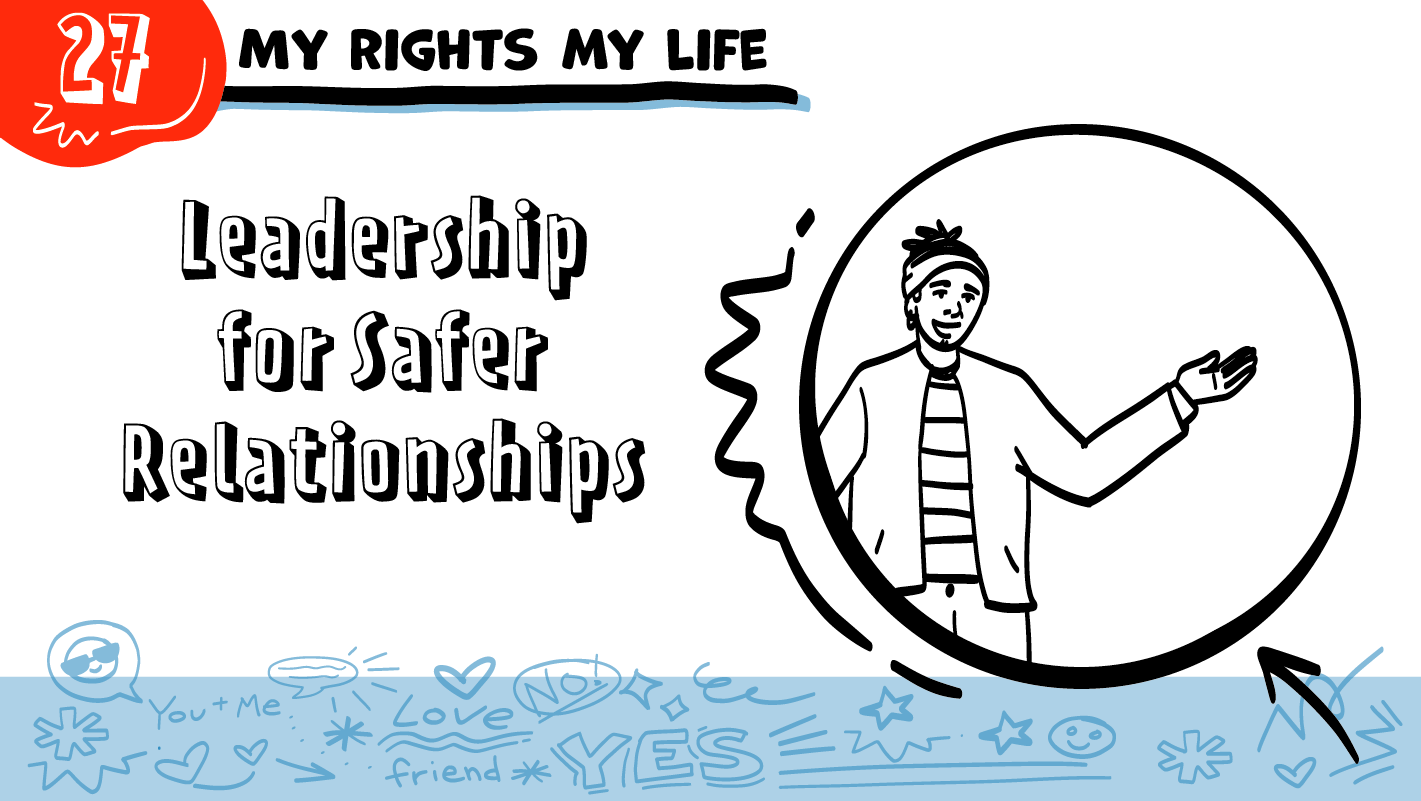 27
MY RIGHTS MY LIFE
Leadership
for Safer
Relationships
NO!
You + Me
Love
YES
friend
NO